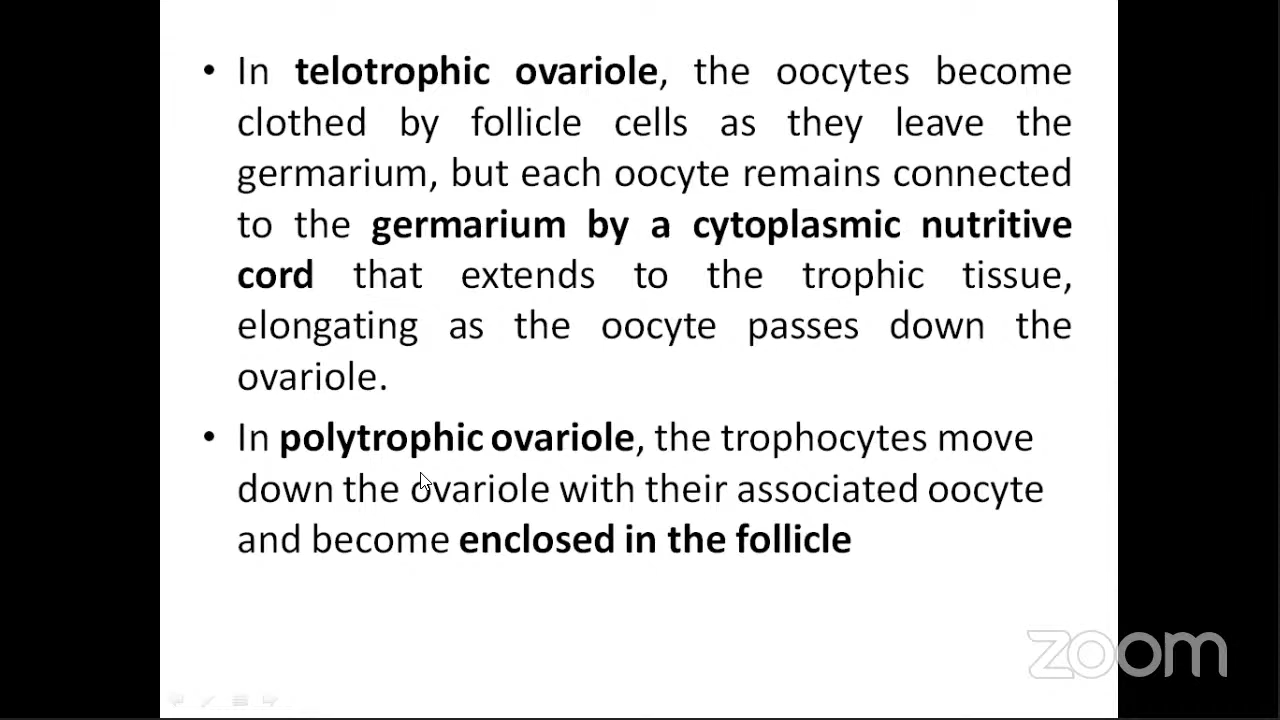 • In telotrophic ovariole, the oocytes become
clothed by follicle cells as they leave the
germarium, but each oocyte remains connected
to the germarium by a cytoplasmic nutritive
cord that extends to the trophic tissue,
elongating as the oocyte passes down the
ovariole.
• In polytrophic ovariole, the trophocytes move
down the ovariole with their associated oocyte
and become enclosed in the follicle
zoom